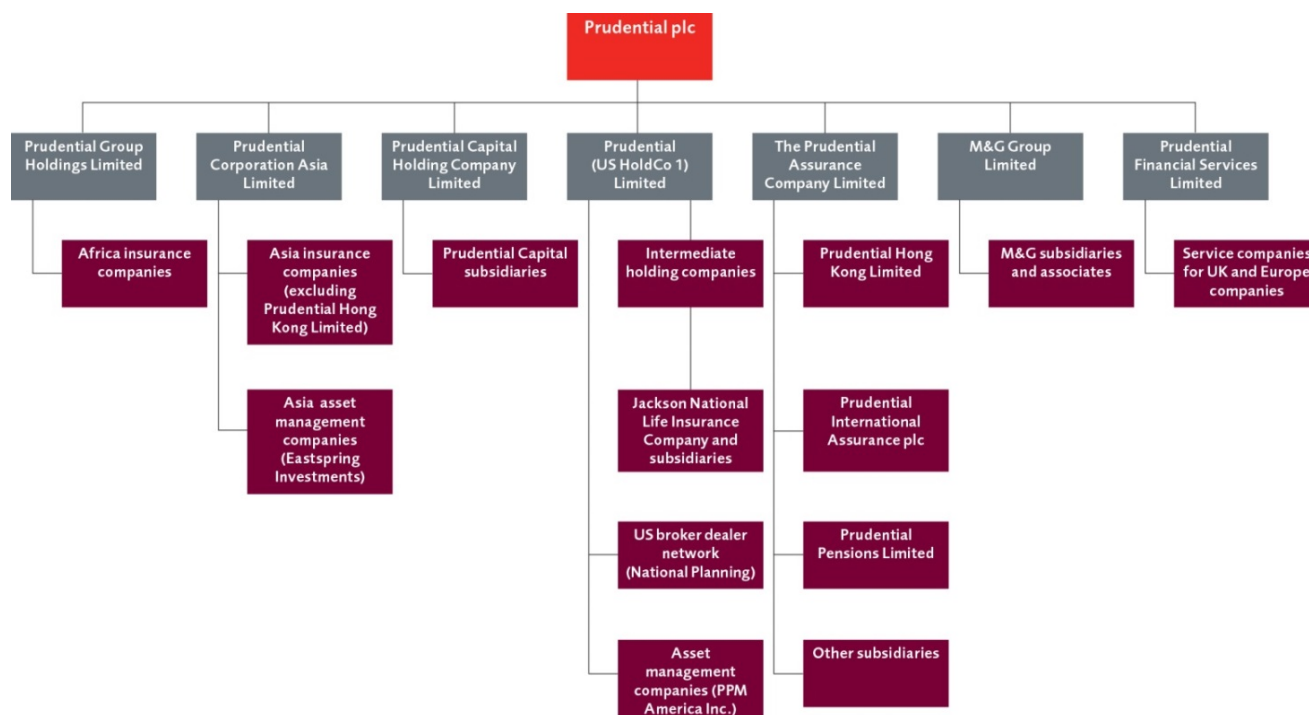 Prudential plc
Prudential Group
Holdings Limited
Prudential
Corporation Asia
Limited
Prudential Capital
Holding Company
Limited
Prudential
(US HoldCo 1)
Limited
The Prudential
Assurance
Company Limited
M&G Group
Limited
Prudential
Financial Services
Limited
Africa insurance
companies
Asia insurance
companies
(excluding
Prudential Hong
Kong Limited)
Prudential Capital
subsidiaries
Intermediate
holding companies
Prudential Hong
Kong Limited
M&G subsidiaries
and associates
Service companies
for UK and Europe
companies
Asia asset
management
companies
(Eastspring
Investments)
Jackson National
Life Insurance
Company and
subsidiaries
Prudential
International
Assurance plc
US broker dealer
network
(National Planning)
Prudential
Pensions Limited
Asset
management
companies (PPM
America Inc.)
Other subsidiaries